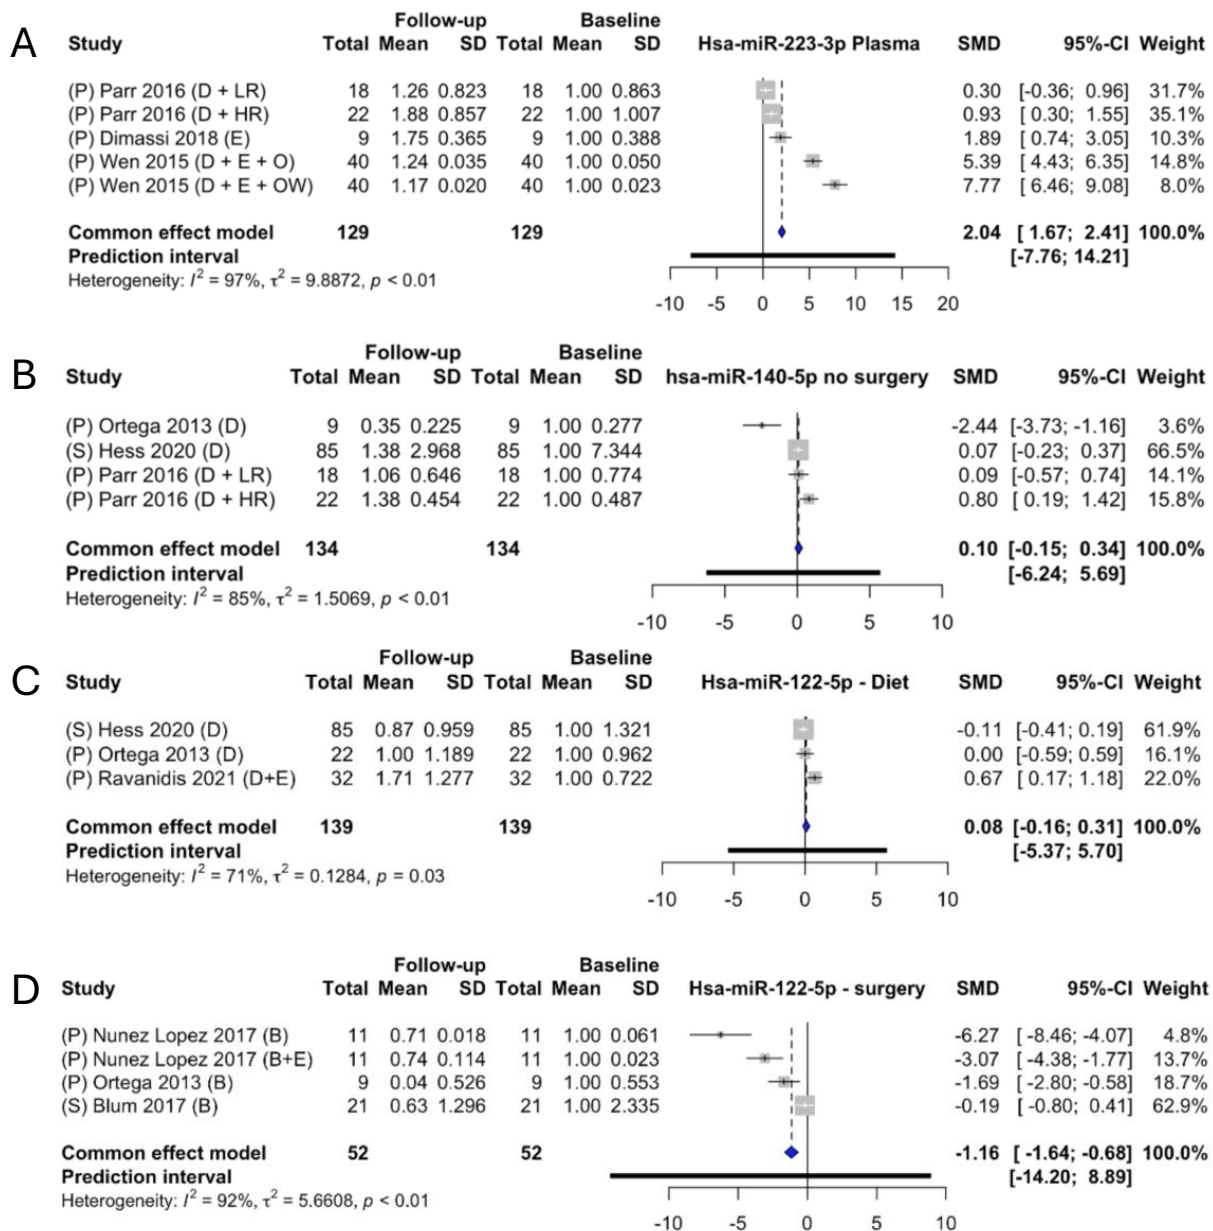 A
Follow-up Baseline
Study Total Mean SD Total Mean SD Hsa-miR-223-3p Plasma SMD 95%-CI Weight
(P) Parr 2016 (D + LR) 18 1.26 0.823 18 1.00 0.863 0.30 [-0.36; 0.96] 31.7%
(P) Parr 2016 (D + HR) 22 1.88 0.857 22 1.00 1.007 0.93 [ 0.30; 1.55] 35.1%
(P) Dimassi 2018 (E) 9 1.75 0.365 9 1.00 0.388 1.89 [ 0.74; 3.05] 10.3%
(P) Wen 2015 (D + E + O) 40 1.24 0.035 40 1.00 0.050 5.39 [ 4.43; 6.35] 14.8%
(P) Wen 2015 (D + E + OW) 40 1.17 0.020 40 1.00 0.023 7.77 [ 6.46; 9.08] 8.0%
Common effect model 129 129 2.04 [ 1.67; 2.41] 100.0%
Prediction interval [-7.76; 14.21]
Heterogeneity: I² = 97%, τ² = 9.8872, p < 0.01
-10 -5 0 5 10 15 20
B
Follow-up Baseline
Study Total Mean SD Total Mean SD hsa-miR-140-5p no surgery SMD 95%-CI Weight
(P) Ortega 2013 (D) 9 0.35 0.225 9 1.00 0.277 -2.44 [-3.73; -1.16] 3.6%
(S) Hess 2020 (D) 85 1.38 2.968 85 1.00 7.344 0.07 [-0.23; 0.37] 66.5%
(P) Parr 2016 (D + LR) 18 1.06 0.646 18 1.00 0.774 0.09 [-0.57; 0.74] 14.1%
(P) Parr 2016 (D + HR) 22 1.38 0.454 22 1.00 0.487 0.80 [ 0.19; 1.42] 15.8%
Common effect model 134 134 0.10 [-0.15; 0.34] 100.0%
Prediction interval [-6.24; 5.69]
Heterogeneity: I² = 85%, τ² = 1.5069, p < 0.01
-10 -5 0 5 10
C
Follow-up Baseline
Study Total Mean SD Total Mean SD Hsa-miR-122-5p - Diet SMD 95%-CI Weight
(S) Hess 2020 (D) 85 0.87 0.959 85 1.00 1.321 -0.11 [-0.41; 0.19] 61.9%
(P) Ortega 2013 (D) 22 1.00 1.189 22 1.00 0.962 0.00 [-0.59; 0.59] 16.1%
(P) Ravanidis 2021 (D+E) 32 1.71 1.277 32 1.00 0.722 0.67 [ 0.17; 1.18] 22.0%
Common effect model 139 139 0.08 [-0.16; 0.31] 100.0%
Prediction interval [-5.37; 5.70]
Heterogeneity: I² = 71%, τ² = 0.1284, p = 0.03
-10 -5 0 5 10
D
Follow-up Baseline
Study Total Mean SD Total Mean SD Hsa-miR-122-5p - surgery SMD 95%-CI Weight
(P) Nunez Lopez 2017 (B) 11 0.71 0.018 11 1.00 0.061 -6.27 [ -8.46; -4.07] 4.8%
(P) Nunez Lopez 2017 (B+E) 11 0.74 0.114 11 1.00 0.023 -3.07 [ -4.38; -1.77] 13.7%
(P) Ortega 2013 (B) 9 0.04 0.526 9 1.00 0.553 -1.69 [ -2.80; -0.58] 18.7%
(S) Blum 2017 (B) 21 0.63 1.296 21 1.00 2.335 -0.19 [ -0.80; 0.41] 62.9%
Common effect model 52 52 -1.16 [ -1.64; -0.68] 100.0%
Prediction interval [-14.20; 8.89]
Heterogeneity: I² = 92%, τ² = 5.6608, p < 0.01
-10 -5 0 5 10